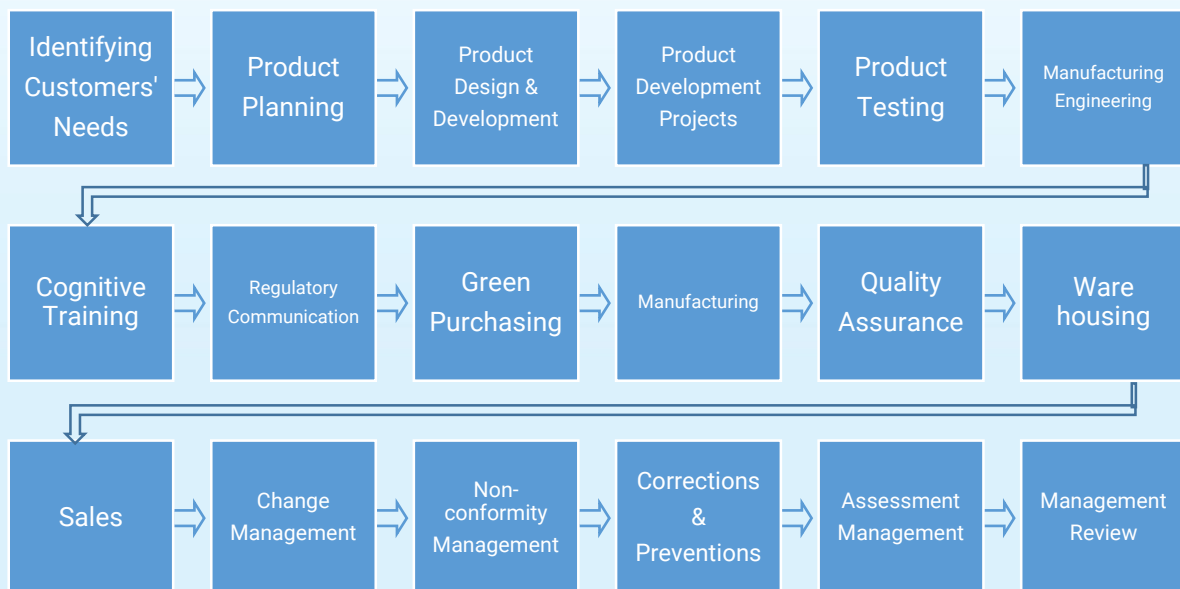 Identifying
Customers'
Needs
Product
Planning
Product
Design &
Development
Product
Development
Projects
Product
Testing
Manufacturing
Engineering
Cognitive
Training
Regulatory
Communication
Green
Purchasing
Manufacturing
Quality
Assurance
Ware
housing
Sales
Change
Management
Non-
conformity
Management
Corrections
&
Preventions
Assessment
Management
Management
Review